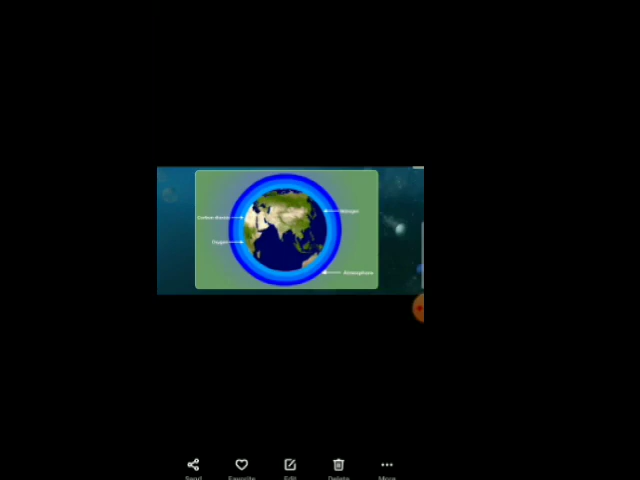 Carbon dioxide
Nitrogen
Oxygen
Atmosphere
Send
Favorite
Edit
Delete
More